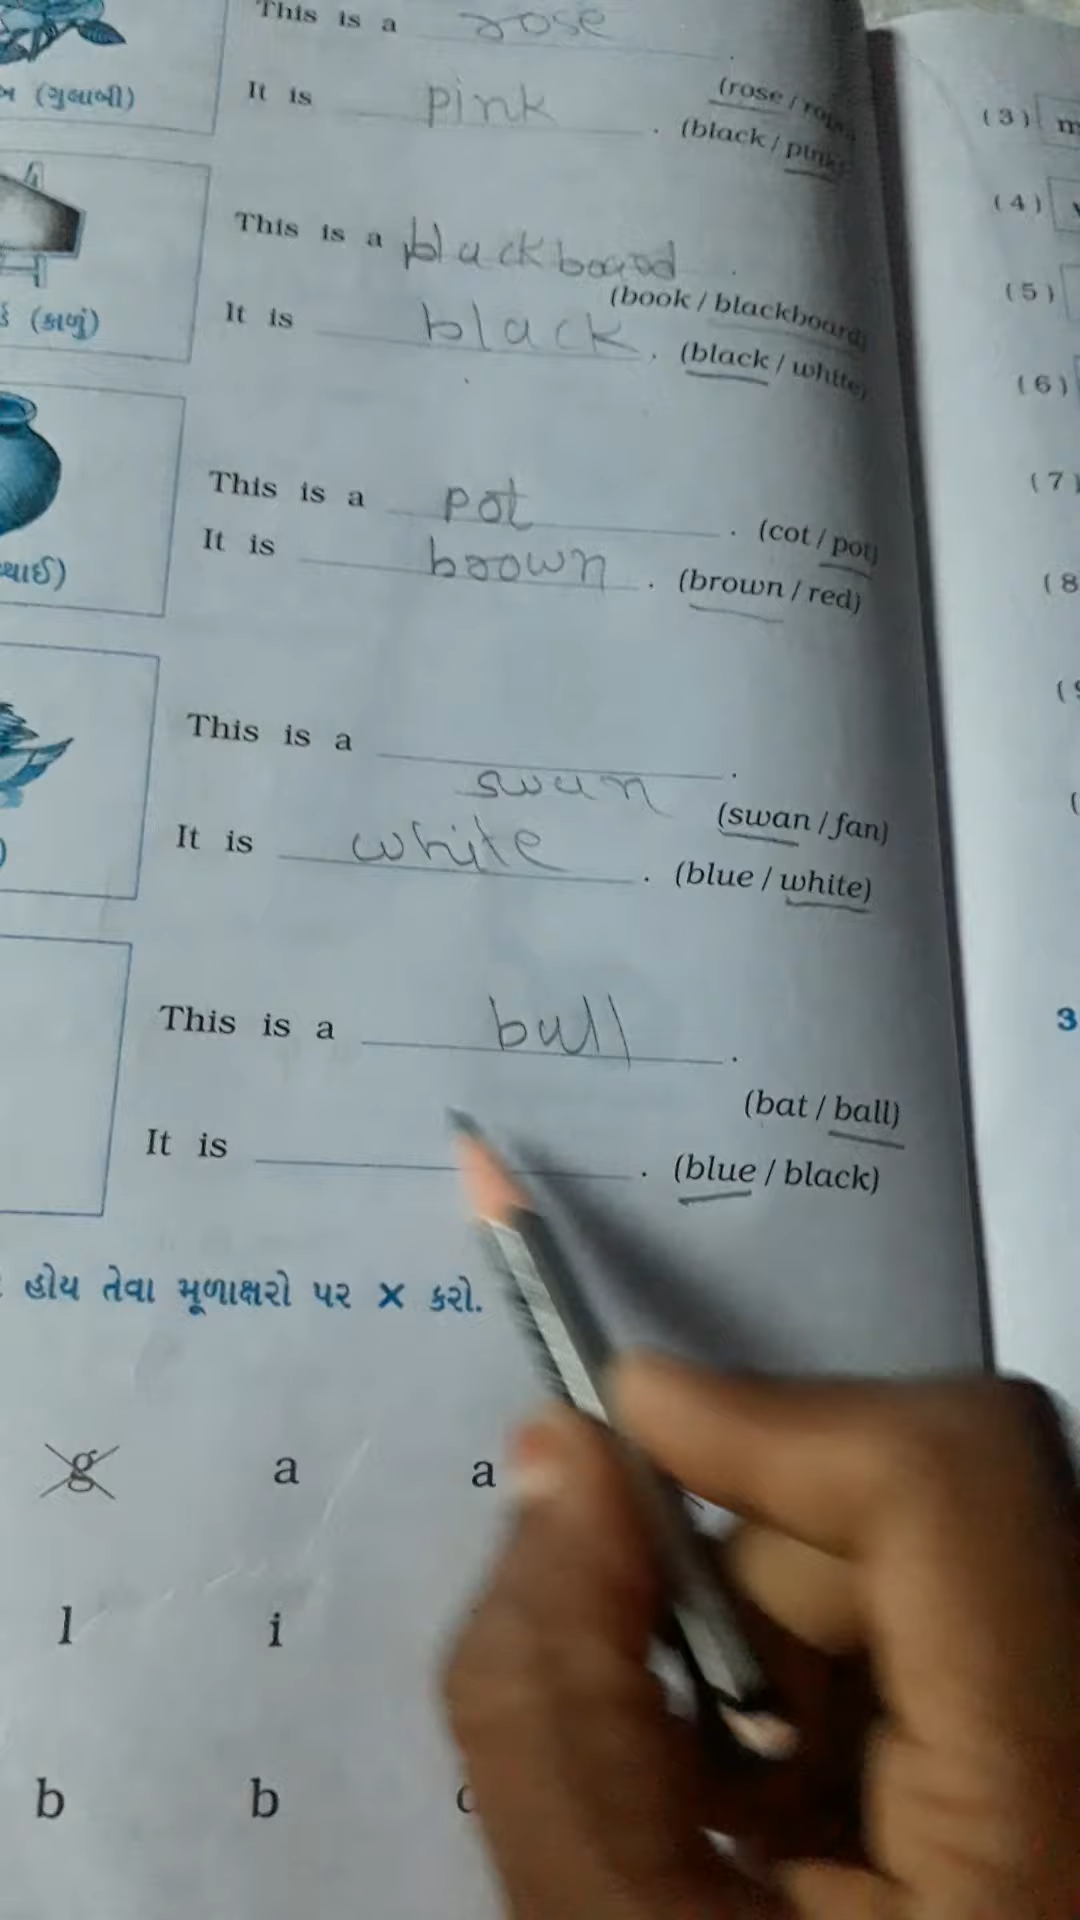 This is a rose
(ગુલાબી) It is pink . (rose /
(black / pink
This is a blackboard .
(book / blackboard)
(કાળું) It is black . (black / white)
This is a pot . (cot / pot)
It is brown . (brown / red)
This is a swan .
(swan / fan)
It is white . (blue / white)
This is a ball .
(bat / ball)
It is . (blue / black)
હોય તેવા મૂળાક્ષરો પર X કરો.
g a a
l i
b b
(3) m
(4)
(5)
(6)
(7)
(8
3